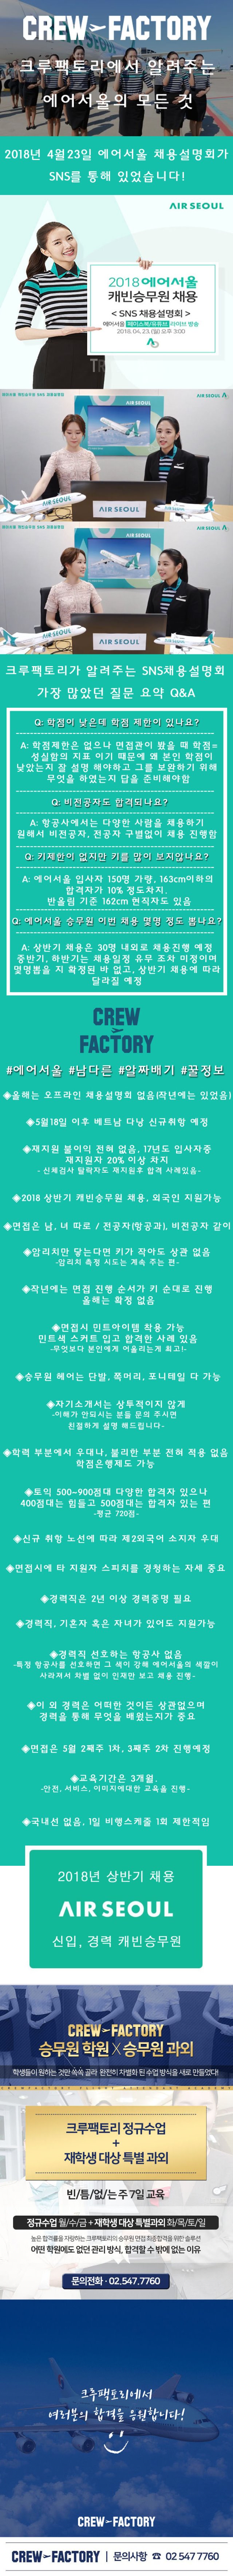 CREW FACTORY
크루팩토리에서 알려주는
에어서울의 모든 것
2018년 4월23일 에어서울 채용설명회가
SNS를 통해 있었습니다!
AIR SEOUL
2018 에어서울
캐빈승무원 채용
< SNS 채용설명회 >
에어서울 페이스북/유튜브 라이브 방송
2018. 04. 23. (월) 오후 3:00
AIR SEOUL
AIR SEOUL
AIR SEOUL
AIR SEOUL
AIR SEOUL
AIR SEOUL
크루팩토리가 알려주는 SNS채용설명회
가장 많았던 질문 요약 Q&A
Q: 학점이 낮은데 학점 제한이 있나요?
A: 학점제한은 없으나 면접관이 봤을 때 학점=
성실함의 지표 이기 때문에 왜 본인 학점이
낮았는지 잘 설명 해야하고 그를 보완하기 위해
무엇을 하였는지 답을 준비해야함
Q: 비전공자도 합격되나요?
A: 항공사에서는 다양한 사람을 채용하기
원해서 비전공자, 전공자 구별없이 채용 진행함
Q: 키제한이 없지만 키를 많이 보지않나요?
A: 에어서울 입사자 150명 가량, 163cm이하의
합격자가 10% 정도차지.
반올림 기준 162cm 현직자도 있음
Q: 에어서울 승무원 이번 채용 몇명 정도 뽑나요?
A: 상반기 채용은 30명 내외로 채용진행 예정
중반기, 하반기는 채용일정 유무 조차 미정이며
몇명뽑을 지 확정된 바 없고, 상반기 채용에 따라
달라질 예정
CREW
FACTORY
#에어서울 #남다른 #알짜배기 #꿀정보
◈올해는 오프라인 채용설명회 없음(작년에는 있었음)
◈5월18일 이후 베트남 다낭 신규취항 예정
◈재지원 불이익 전혀 없음, 17년도 입사자중
재지원자 20% 이상 차지
- 신체검사 탈락자도 재지원후 합격 사례있음-
◈2018 상반기 캐빈승무원 채용, 외국인 지원가능
◈면접은 남, 녀 따로 / 전공자(항공과), 비전공자 같이
◈암리치만 닿는다면 키가 작아도 상관 없음
-암리치 측정 시도는 계속 주는 편-
◈작년에는 면접 진행 순서가 키 순대로 진행
올해는 확정 없음
◈면접시 민트아이템 착용 가능
민트색 스커트 입고 합격한 사례 있음
-무엇보다 본인에게 어울리는게 최고!-
◈승무원 헤어는 단발, 쪽머리, 포니테일 다 가능
◈자기소개서는 상투적이지 않게
-이해가 안되시는 분들 문의 주시면
친절하게 설명 해드립니다-
◈학력 부분에서 우대나, 불리한 부분 전혀 적용 없음
학점은행제도 가능
◈토익 500~900점대 다양한 합격자 있으나
400점대는 힘들고 500점대는 합격자 있는 편
-평균 720점-
◈신규 취항 노선에 따라 제2외국어 소지자 우대
◈면접시에 타 지원자 스피치를 경청하는 자세 중요
◈경력직은 2년 이상 경력증명 필요
◈경력직, 기혼자 혹은 자녀가 있어도 지원가능
◈경력직 선호하는 항공사 없음
-특정 항공사를 선호하면 그 색이 강해 에어서울의 색깔이
사라져서 차별 없이 인재만 보고 채용 진행-
◈이 외 경력은 어떠한 것이든 상관없으며
경력을 통해 무엇을 배웠는지가 중요
◈면접은 5월 2째주 1차, 3째주 2차 진행예정
◈교육기간은 3개월.
-안전, 서비스, 이미지에대한 교육을 진행-
◈국내선 없음, 1일 비행스케줄 1회 제한적임
2018년 상반기 채용
AIR SEOUL
신입, 경력 캐빈승무원
CREW FACTORY
승무원 학원 X 승무원 과외
학생들이 원하는 것만 쏙쏙 골라 완전히 차별화 된 수업 방식을 새로 만들었다!
크루팩토리 정규수업
+
재학생 대상 특별 과외
빈/틈/없/는 주 7일 교육
정규수업 월/수/금 + 재학생 대상 특별과외 화/목/토/일
높은 합격률을 자랑하는 크루팩토리의 승무원 면접 최종합격을 위한 솔루션
어떤 학원에도 없던 관리 방식, 합격할 수 밖에 없는 이유
문의전화 · 02.547.7760
크루팩토리에서
여러분의 합격을 응원합니다!
CREW FACTORY
CREW FACTORY | 문의사항 ☎ 02 547 7760